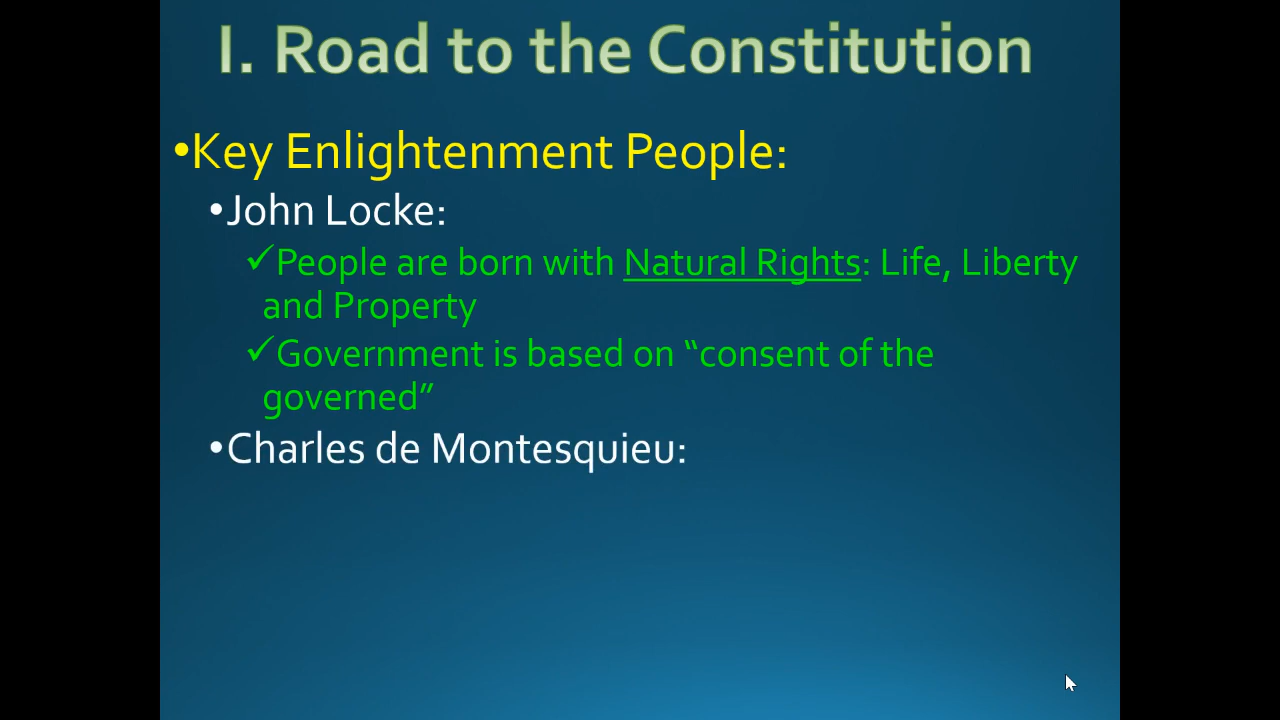 I. Road to the Constitution
•Key Enlightenment People:
•John Locke:
✓People are born with Natural Rights: Life, Liberty
and Property
✓Government is based on “consent of the
governed”
•Charles de Montesquieu: